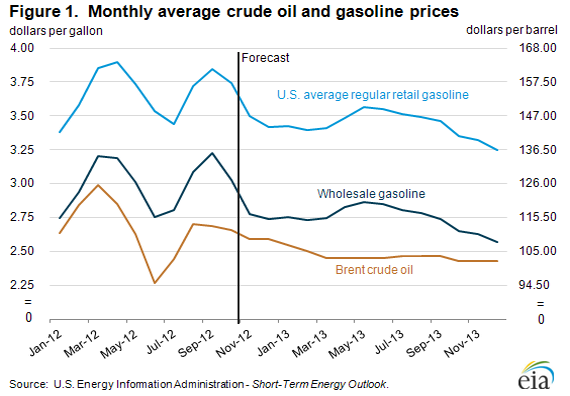 Figure 1.  Monthly average crude oil and gasoline prices
dollars per gallon
dollars per barrel
4.00
3.75
3.50
3.25
3.00
2.75
2.50
2.25
=
0
168.00
157.50
147.00
136.50
126.00
115.50
105.00
94.50
=
0
Forecast
U.S. average regular retail gasoline
Wholesale gasoline
Brent crude oil
Jan-12
Mar-12
May-12
Jul-12
Sep-12
Nov-12
Jan-13
Mar-13
May-13
Jul-13
Sep-13
Nov-13
Source:  U.S. Energy Information Administration - Short-Term Energy Outlook.
eia